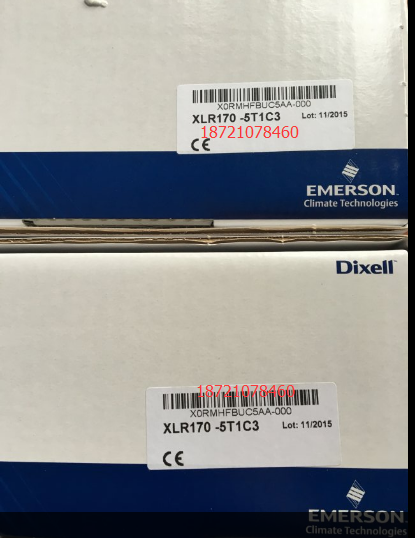 X0RMHFBUC5AA-000
XLR170 -5T1C3 Lot: 11/2015
18721078460
CE
EMERSON
Climate Technologies
Dixell
18721078460
X0RMHFBUC5AA-000
XLR170 -5T1C3 Lot: 11/2015
CE
EMERSON
Climate Technologies